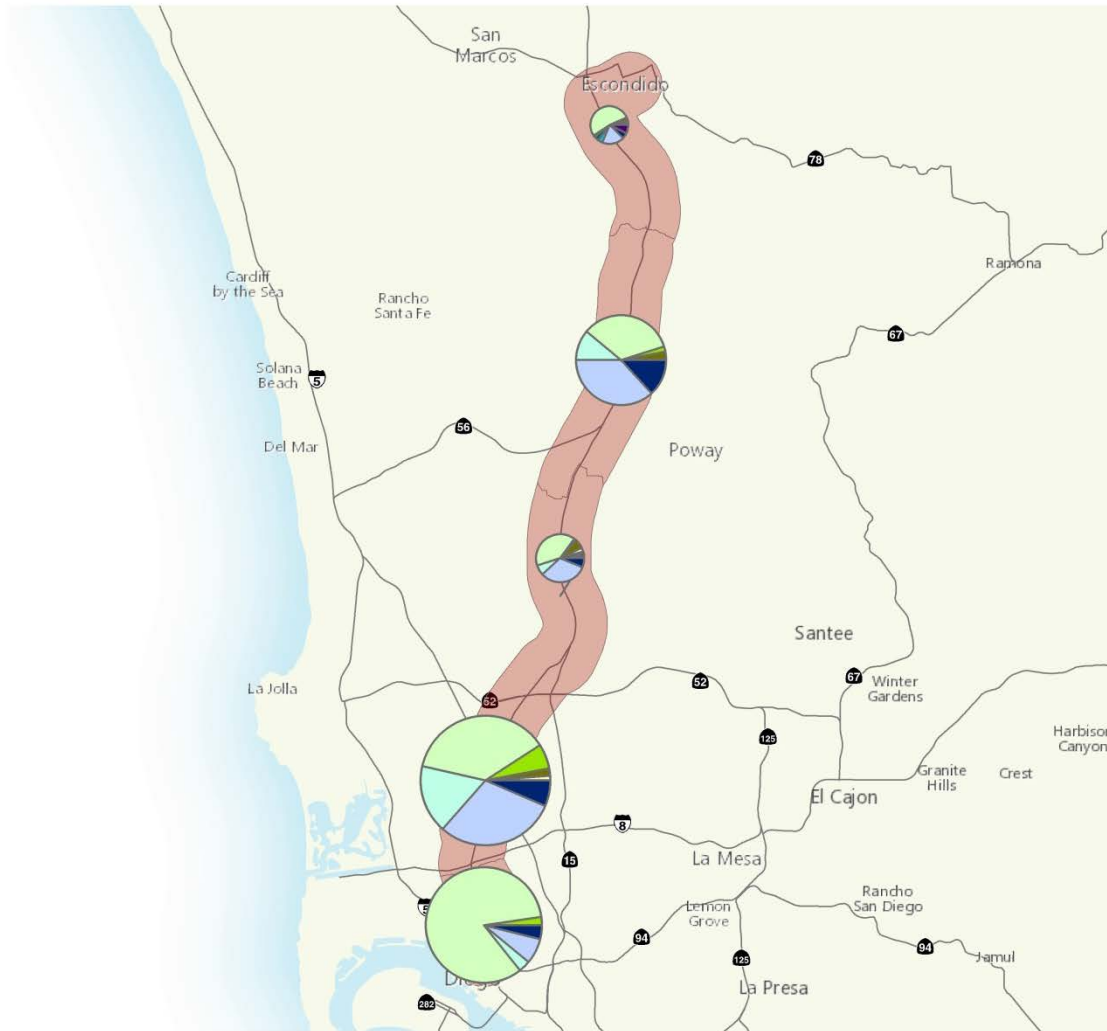 San
Marcos
Escondido
78
Ramona
Cardiff
by the Sea
Rancho
Santa Fe
67
Solana
Beach
5
56
Del Mar
Poway
Santee
La Jolla
52
52
67
Winter
Gardens
125
Harbison
Canyon
Granite
Hills
Crest
El Cajon
8
15
La Mesa
Rancho
San Diego
5
Lemon
Grove
94
94
125
Jamul
La Presa
282